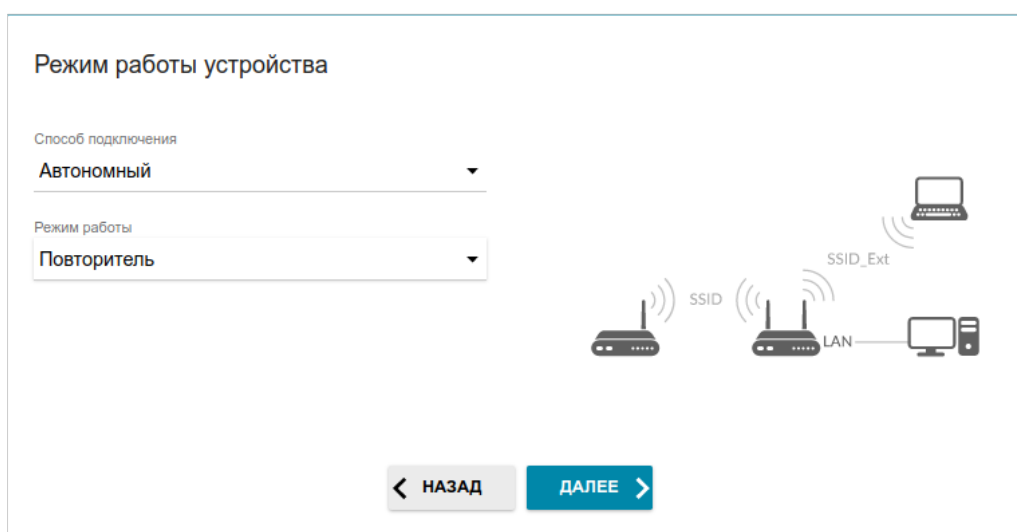 Режим работы устройства
Способ подключения
Автономный
Режим работы
Повторитель
SSID_Ext
SSID
LAN
НАЗАД
ДАЛЕЕ